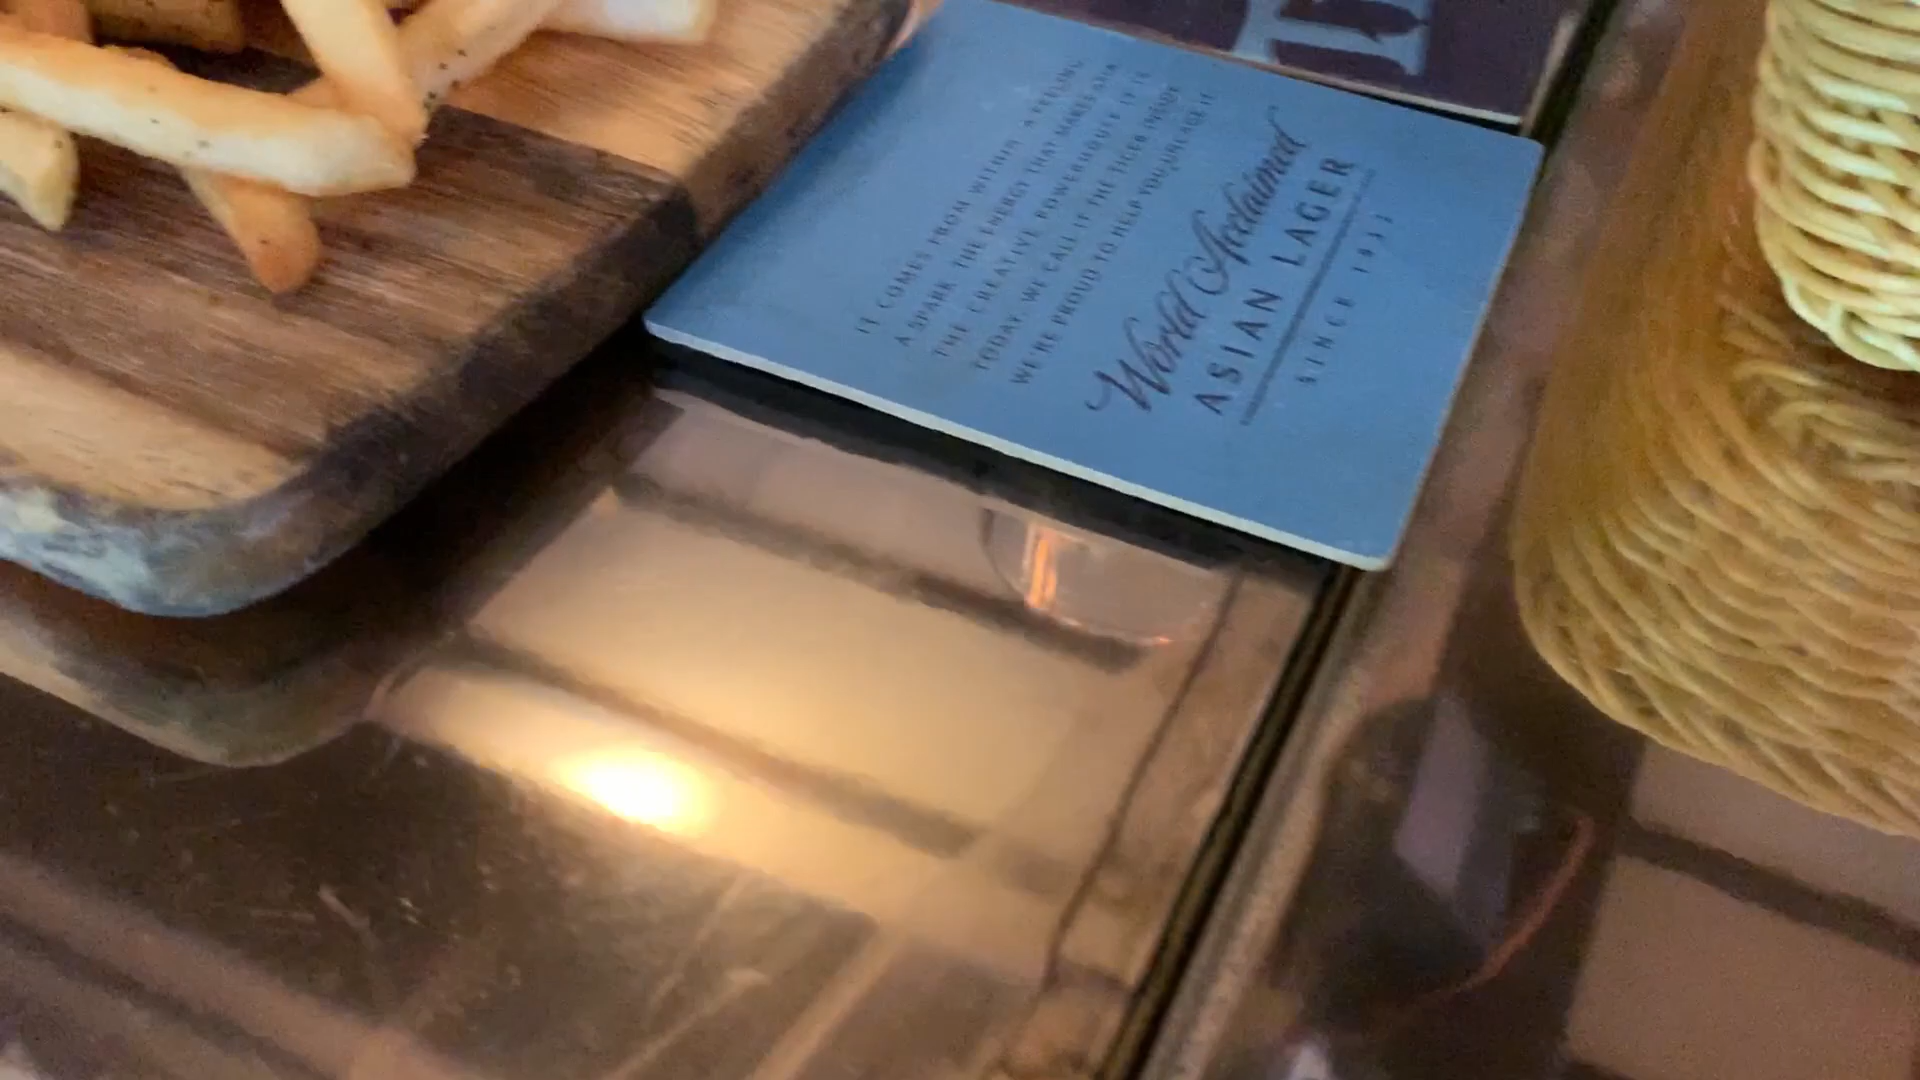 IT COMES FROM WITHIN. A FEELING,
A SPARK. THE ENERGY THAT MAKES ASIA
THE CREATIVE POWERHOUSE IT IS
TODAY. WE CALL IT THE TIGER INSIDE
WE'RE PROUD TO HELP YOU UNCAGE IT
World Acclaimed
ASIAN LAGER
SINCE 1932